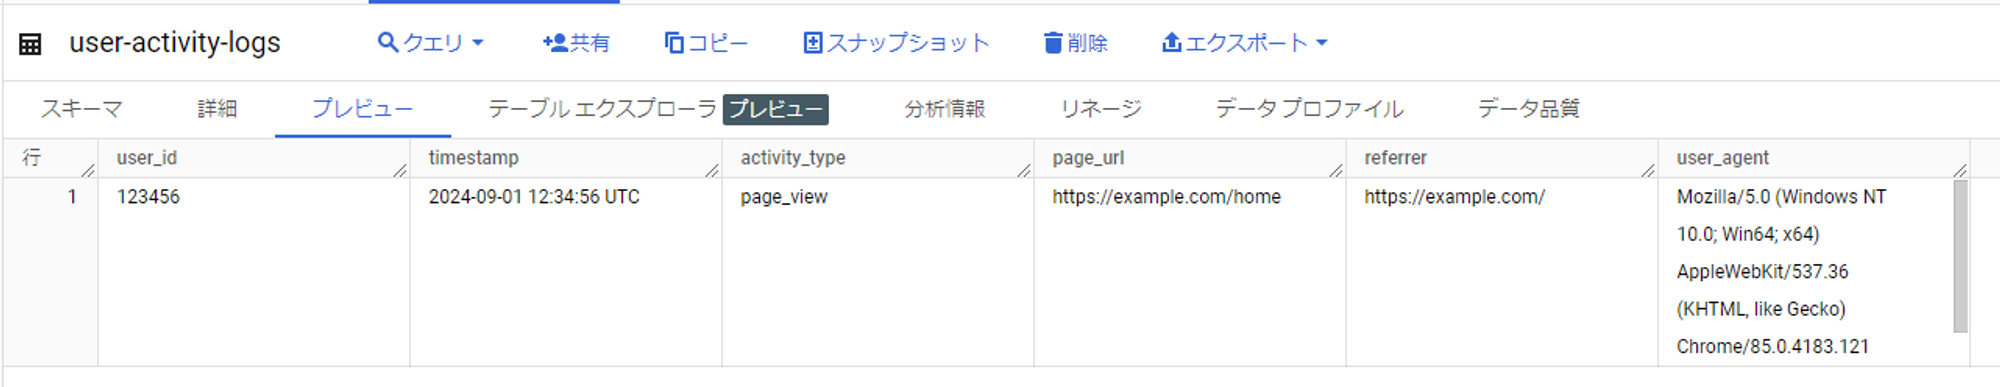 user-activity-logs クエリ 共有 コピー スナップショット 削除 エクスポート
スキーマ 詳細 プレビュー テーブル エクスプローラ プレビュー 分析情報 リネージ データ プロファイル データ品質
行 user_id timestamp activity_type page_url referrer user_agent
1 123456 2024-09-01 12:34:56 UTC page_view https://example.com/home https://example.com/ Mozilla/5.0 (Windows NT
10.0; Win64; x64)
AppleWebKit/537.36
(KHTML, like Gecko)
Chrome/85.0.4183.121